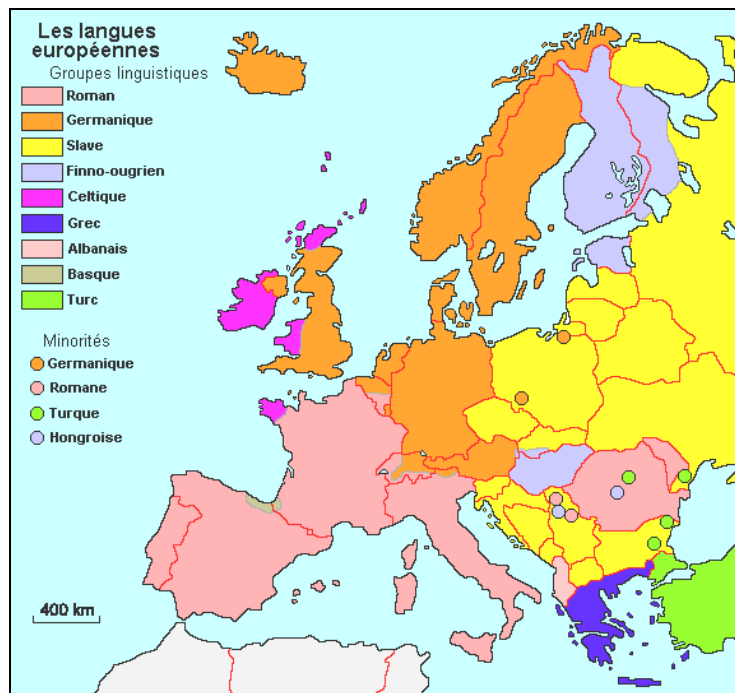 Les langues
européennes
Groupes linguistiques
Roman
Germanique
Slave
Finno-ougrien
Celtique
Grec
Albanais
Basque
Turc
Minorités
Germanique
Romane
Turque
Hongroise
400 km